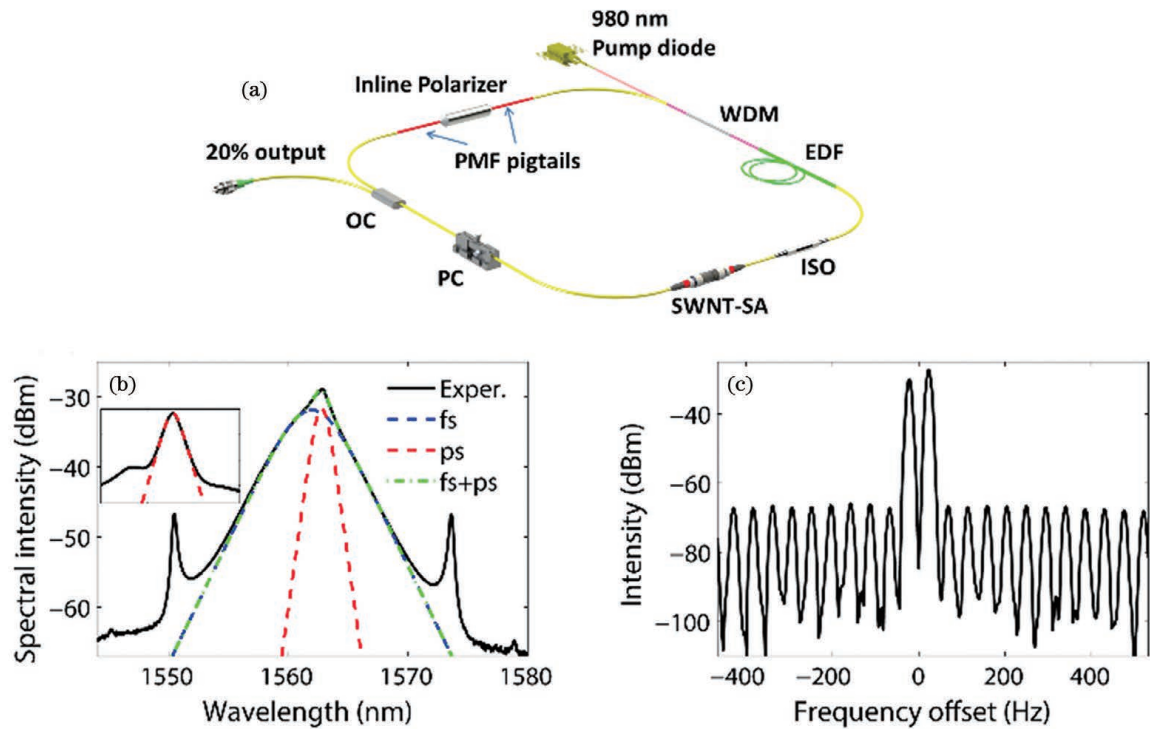 980 nm
Pump diode
(a)
Inline Polarizer
WDM
PMF pigtails
EDF
20% output
OC
ISO
PC
SWNT-SA
(b)
Exper.
fs
ps
fs+ps
−30
−40
−50
−60
Spectral intensity (dBm)
1550
1560
1570
1580
Wavelength (nm)
(c)
−40
−60
−80
−100
Intensity (dBm)
−400
−200
0
200
400
Frequency offset (Hz)